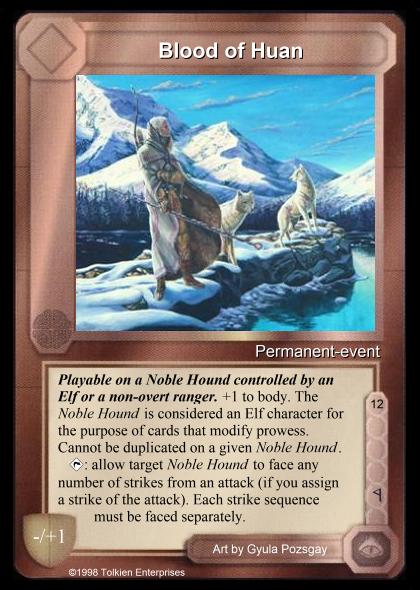 Blood of Huan
Permanent-event
Playable on a Noble Hound controlled by an
Elf or a non-overt ranger. +1 to body. The
Noble Hound is considered an Elf character for
the purpose of cards that modify prowess.
Cannot be duplicated on a given Noble Hound.
: allow target Noble Hound to face any
number of strikes from an attack (if you assign
a strike of the attack). Each strike sequence
must be faced separately.
12
-/+1
Art by Gyula Pozsgay
©1998 Tolkien Enterprises